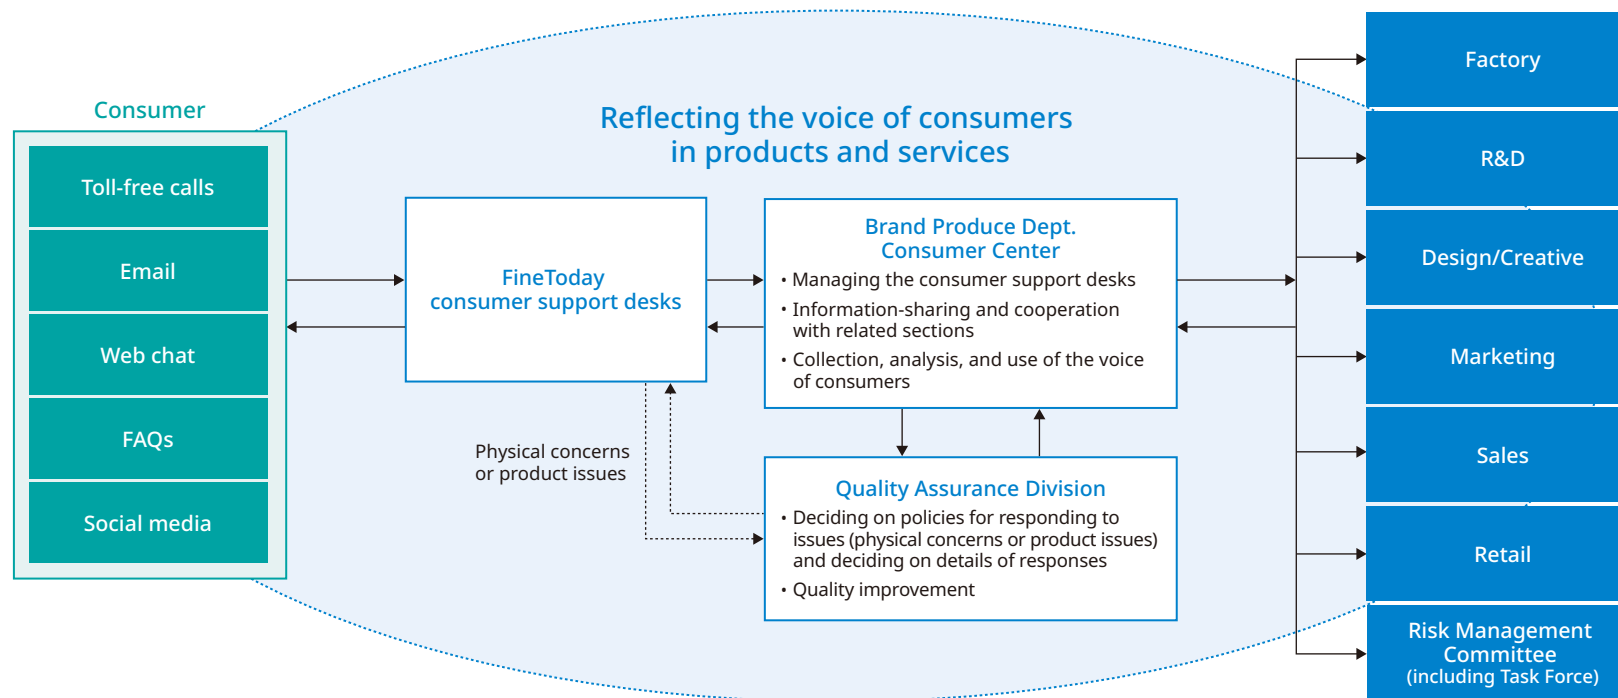 Consumer
Toll-free calls
Email
Web chat
FAQs
Social media
Reflecting the voice of consumers
in products and services
FineToday
consumer support desks
Physical concerns
or product issues
Brand Produce Dept.
Consumer Center
・Managing the consumer support desks
・Information-sharing and cooperation
with related sections
・Collection, analysis, and use of the voice
of consumers
Quality Assurance Division
・Deciding on policies for responding to
issues (physical concerns or product issues)
and deciding on details of responses
・Quality improvement
Factory
R&D
Design/Creative
Marketing
Sales
Retail
Risk Management
Committee
(including Task Force)